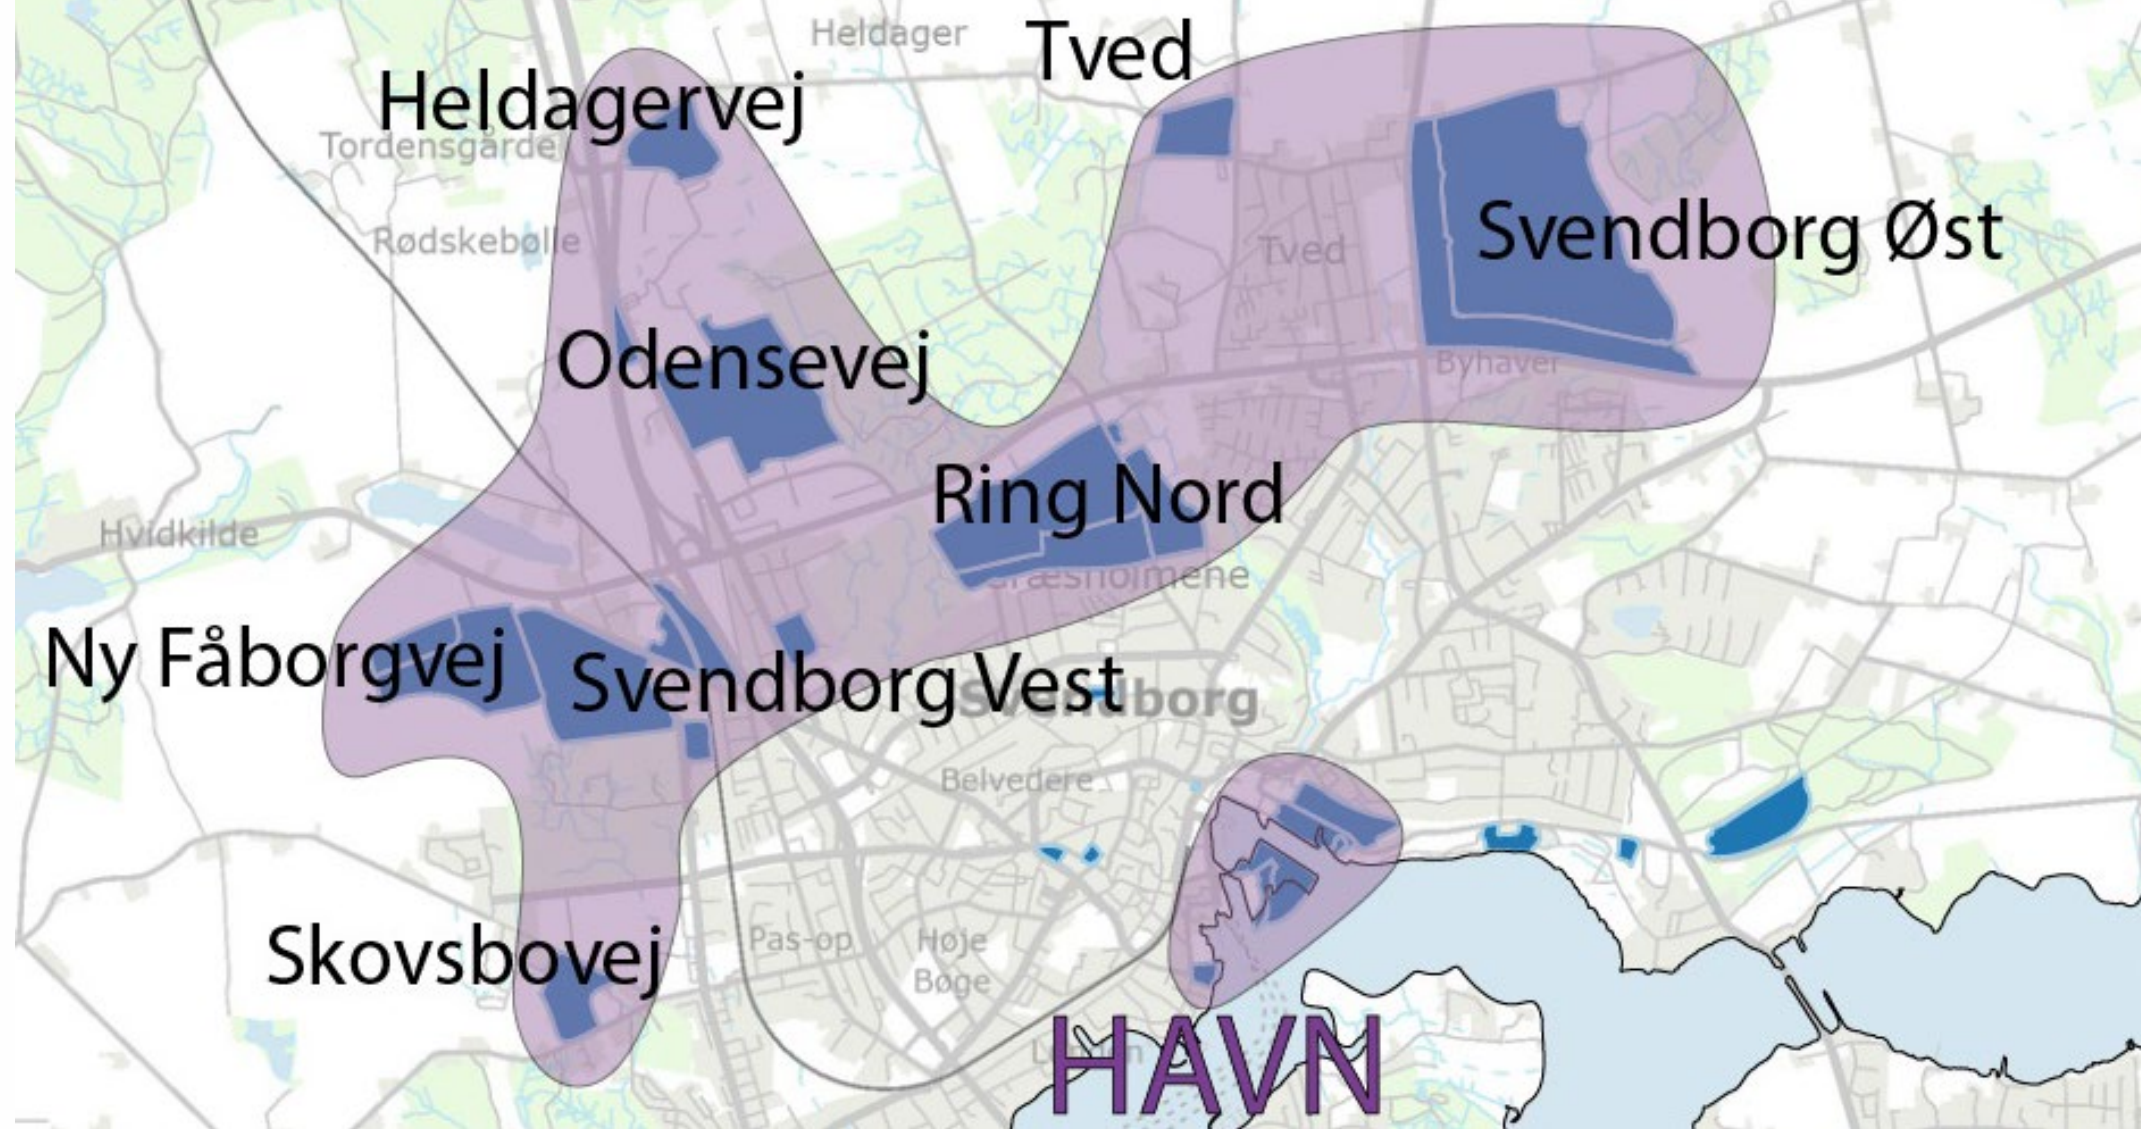 Heldager
Tved
Heldagervej
Tordensgårde
Rødskebølle
Svendborg Øst
Tved
Odensevej
Byhaver
Ring Nord
Hvidkilde
Græsholmene
Ny Fåborgvej
Svendborg Vest
Svendborg
Belvedere
Skovsbovej
Pas-op
Høje
Bøge
HAVN